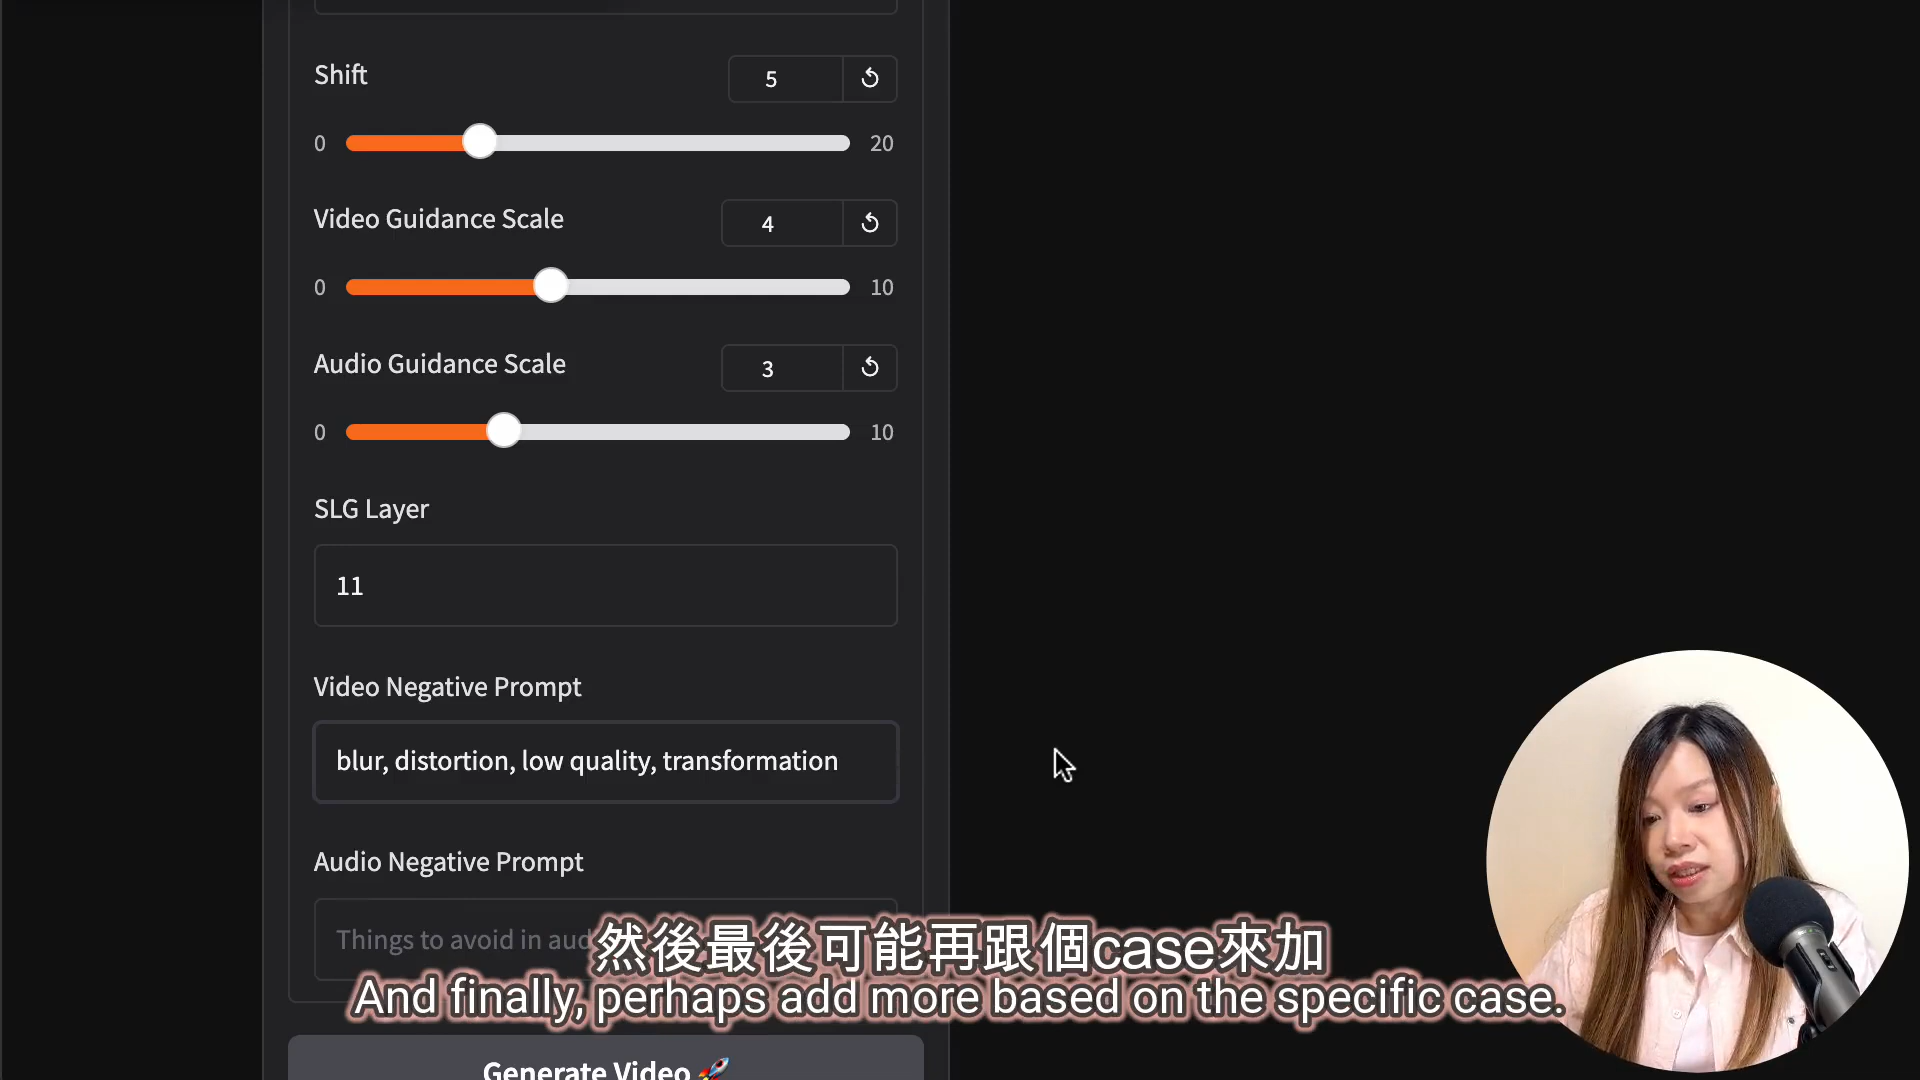 Shift
5
0
20
Video Guidance Scale
4
0
10
Audio Guidance Scale
3
0
10
SLG Layer
11
Video Negative Prompt
blur, distortion, low quality, transformation
Audio Negative Prompt
Things to avoid in
然後最後可能再跟個case來加
And finally, perhaps add more based on the specific case.
Generate Video 🚀